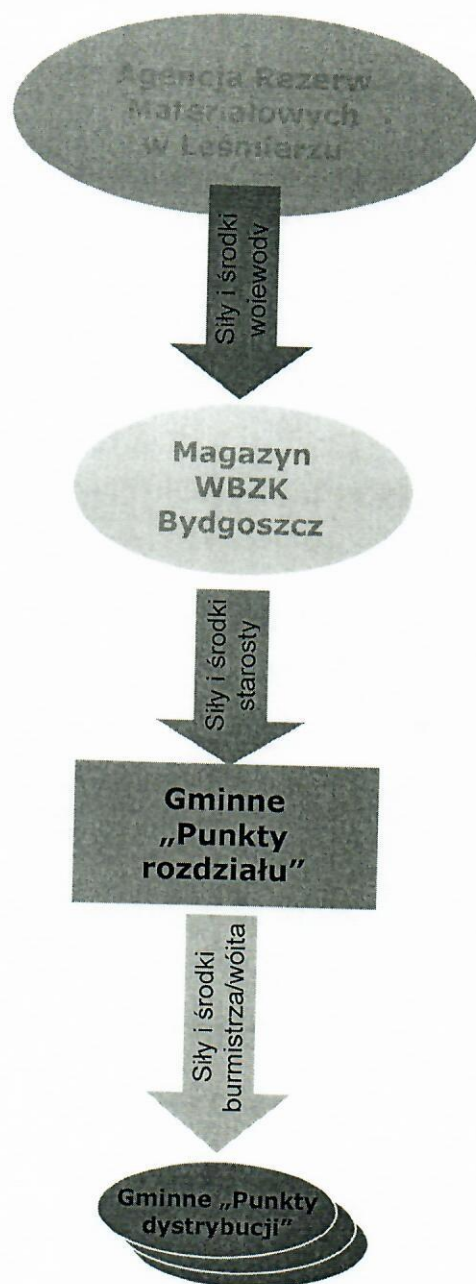 Agencja Rezerw
Materiałowych
w Leśmiarzu
Siły i środki
wojewody
Magazyn
WBZK
Bydgoszcz
Siły i środki
starosty
Gminne
„Punkty
rozdziału”
Siły i środki
burmistrza/wójta
Gminne „Punkty
dystrybucji”